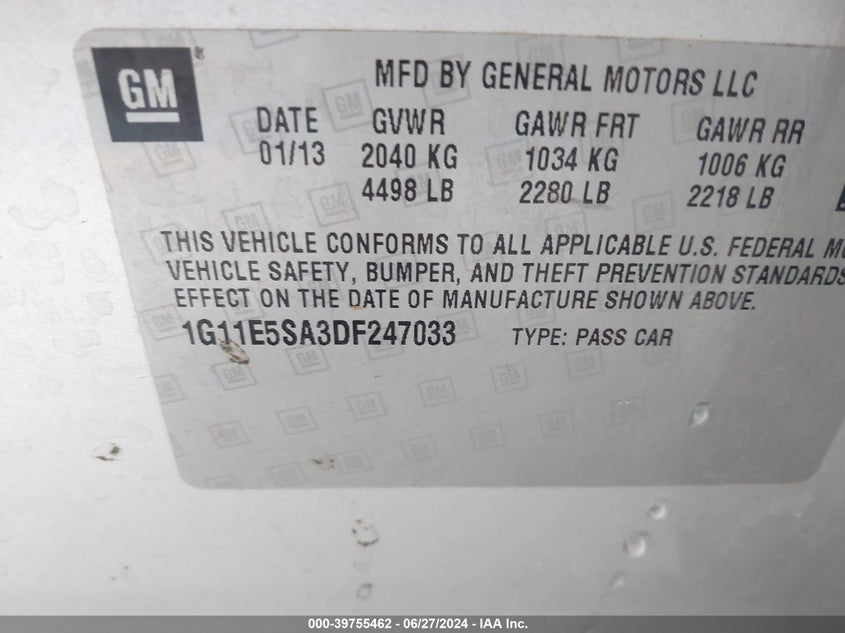 GM®
MFD BY GENERAL MOTORS LLC
DATE GVWR GAWR FRT GAWR RR
01/13 2040 KG 1034 KG 1006 KG
4498 LB 2280 LB 2218 LB
THIS VEHICLE CONFORMS TO ALL APPLICABLE U.S. FEDERAL
VEHICLE SAFETY, BUMPER, AND THEFT PREVENTION STANDARDS
EFFECT ON THE DATE OF MANUFACTURE SHOWN ABOVE.
1G11E5SA3DF247033 TYPE: PASS CAR
000-39755462 - 06/27/2024 - IAA Inc.